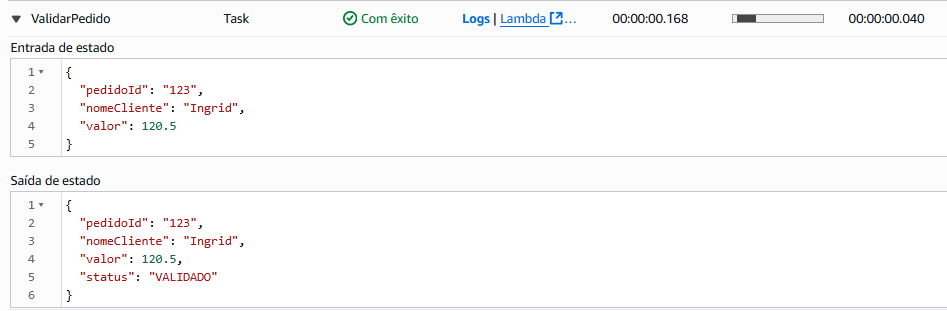 ▼ ValidarPedido Task Com êxito Logs | Lambda ... 00:00:00.168 00:00:00.040
Entrada de estado
1 ▾ {
2 "pedidoId": "123",
3 "nomeCliente": "Ingrid",
4 "valor": 120.5
5 }
Saída de estado
1 ▾ {
2 "pedidoId": "123",
3 "nomeCliente": "Ingrid",
4 "valor": 120.5,
5 "status": "VALIDADO"
6 }